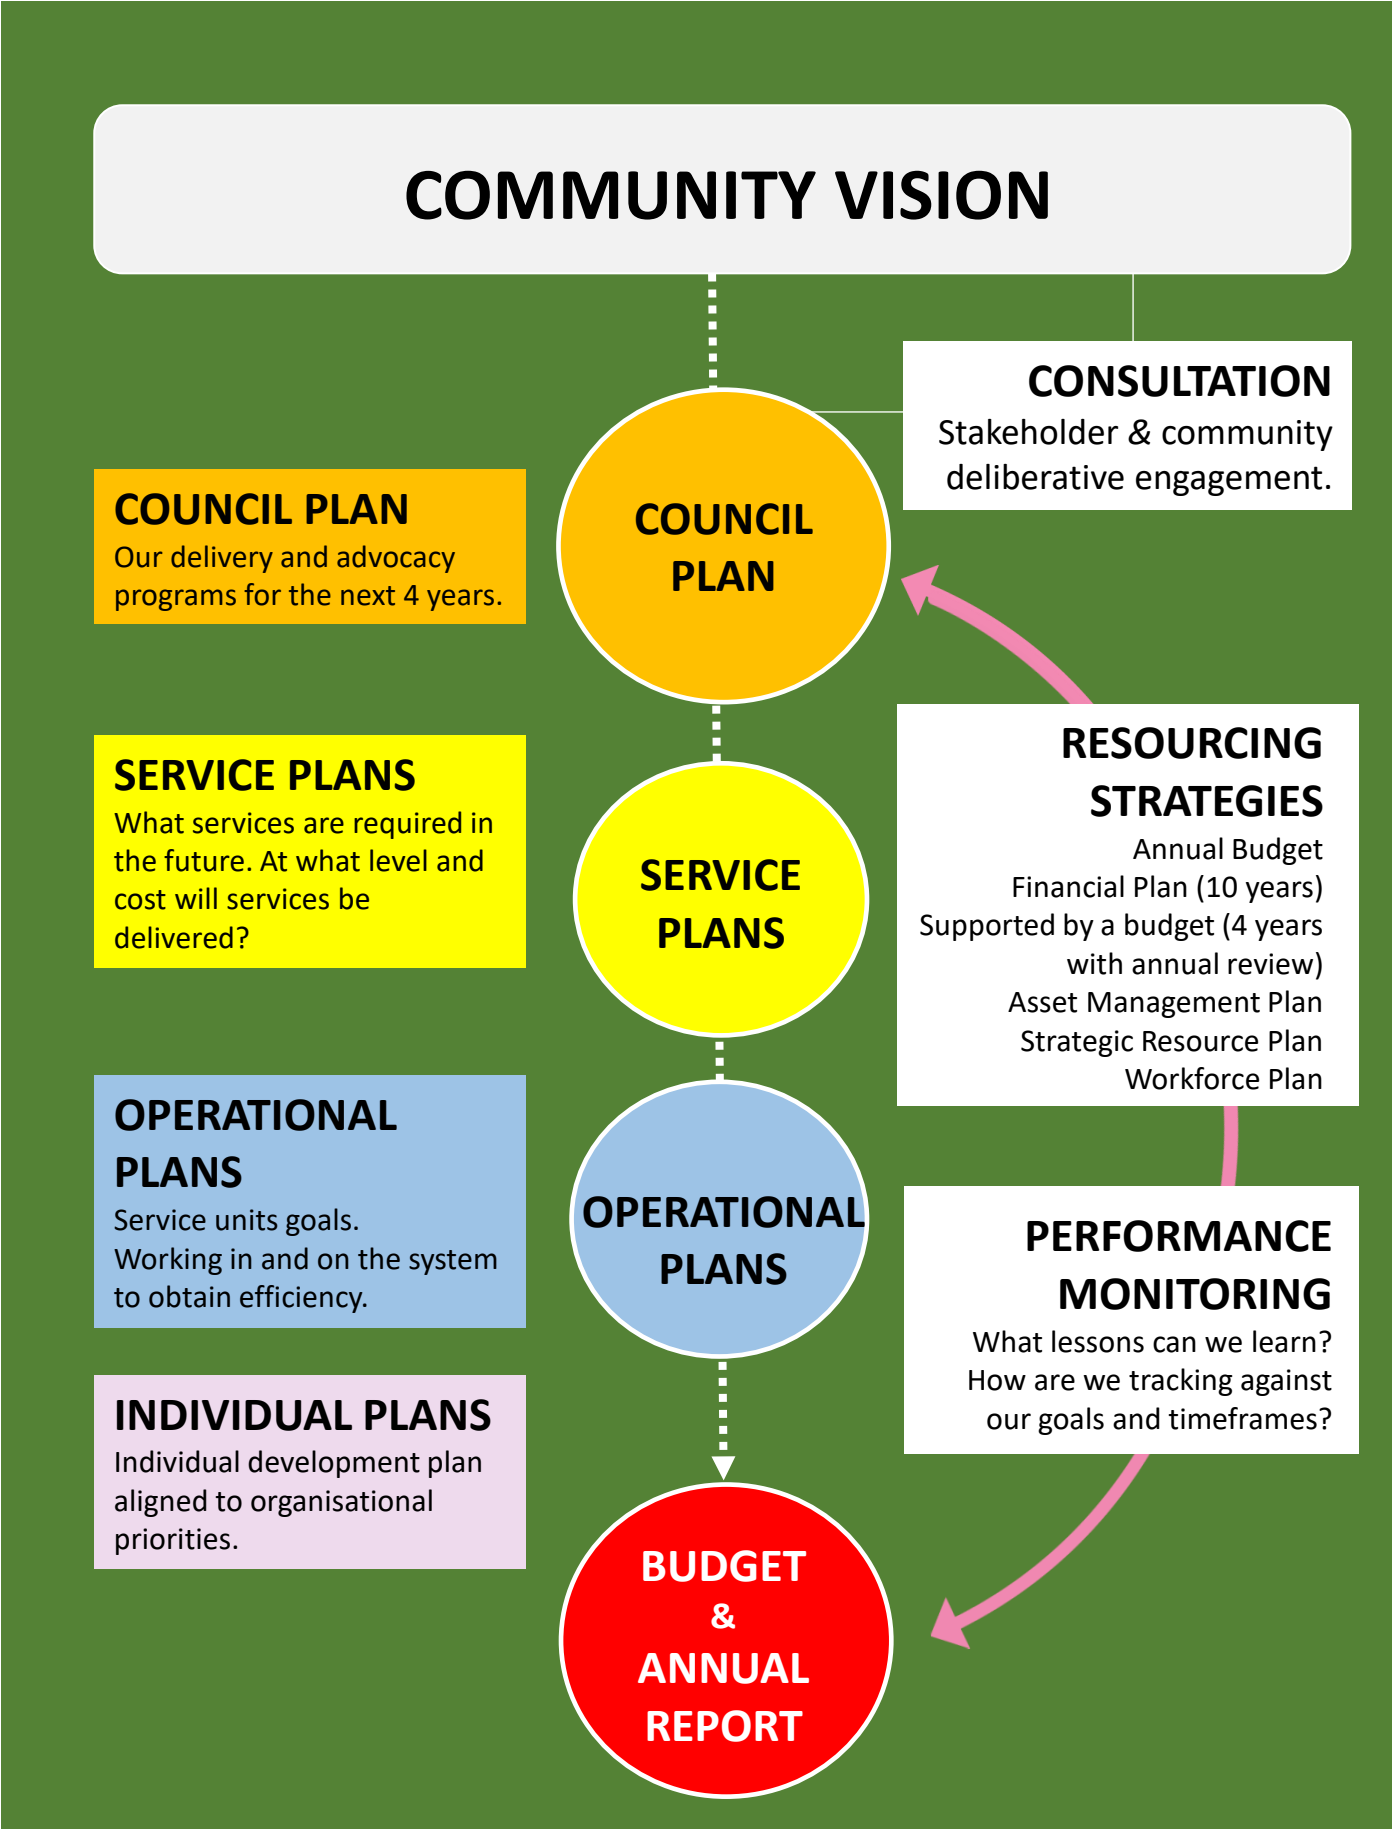 COMMUNITY VISION
CONSULTATION
Stakeholder & community
deliberative engagement.
COUNCIL PLAN
Our delivery and advocacy
programs for the next 4 years.
COUNCIL
PLAN
SERVICE PLANS
What services are required in
the future. At what level and
cost will services be
delivered?
SERVICE
PLANS
RESOURCING
STRATEGIES
Annual Budget
Financial Plan (10 years)
Supported by a budget (4 years
with annual review)
Asset Management Plan
Strategic Resource Plan
Workforce Plan
OPERATIONAL
PLANS
Service units goals.
Working in and on the system
to obtain efficiency.
OPERATIONAL
PLANS
PERFORMANCE
MONITORING
What lessons can we learn?
How are we tracking against
our goals and timeframes?
INDIVIDUAL PLANS
Individual development plan
aligned to organisational
priorities.
BUDGET
&
ANNUAL
REPORT